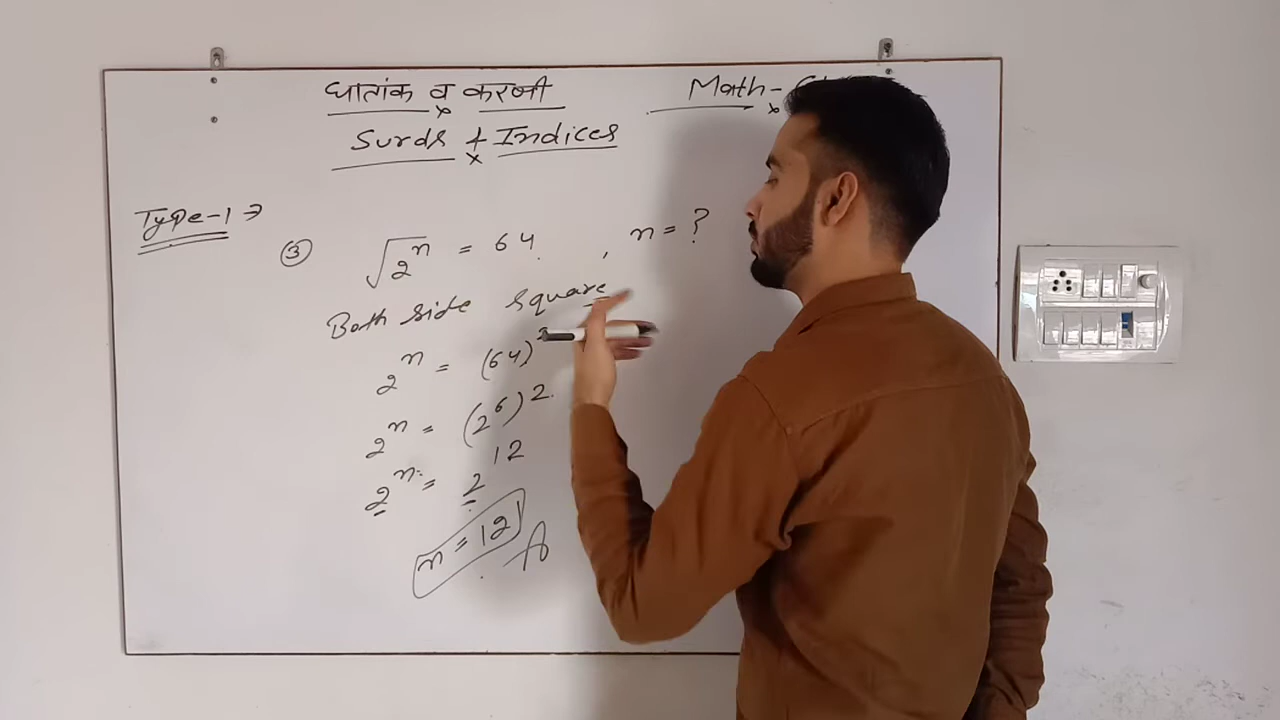 घातांक व करणी
Math-
Surds & Indices
Type-1 →
③ √2ⁿ = 64, n = ?
Both side square
2ⁿ = (64)²
2ⁿ = (2⁶)²
2ⁿ = 2¹²
n = 12 A